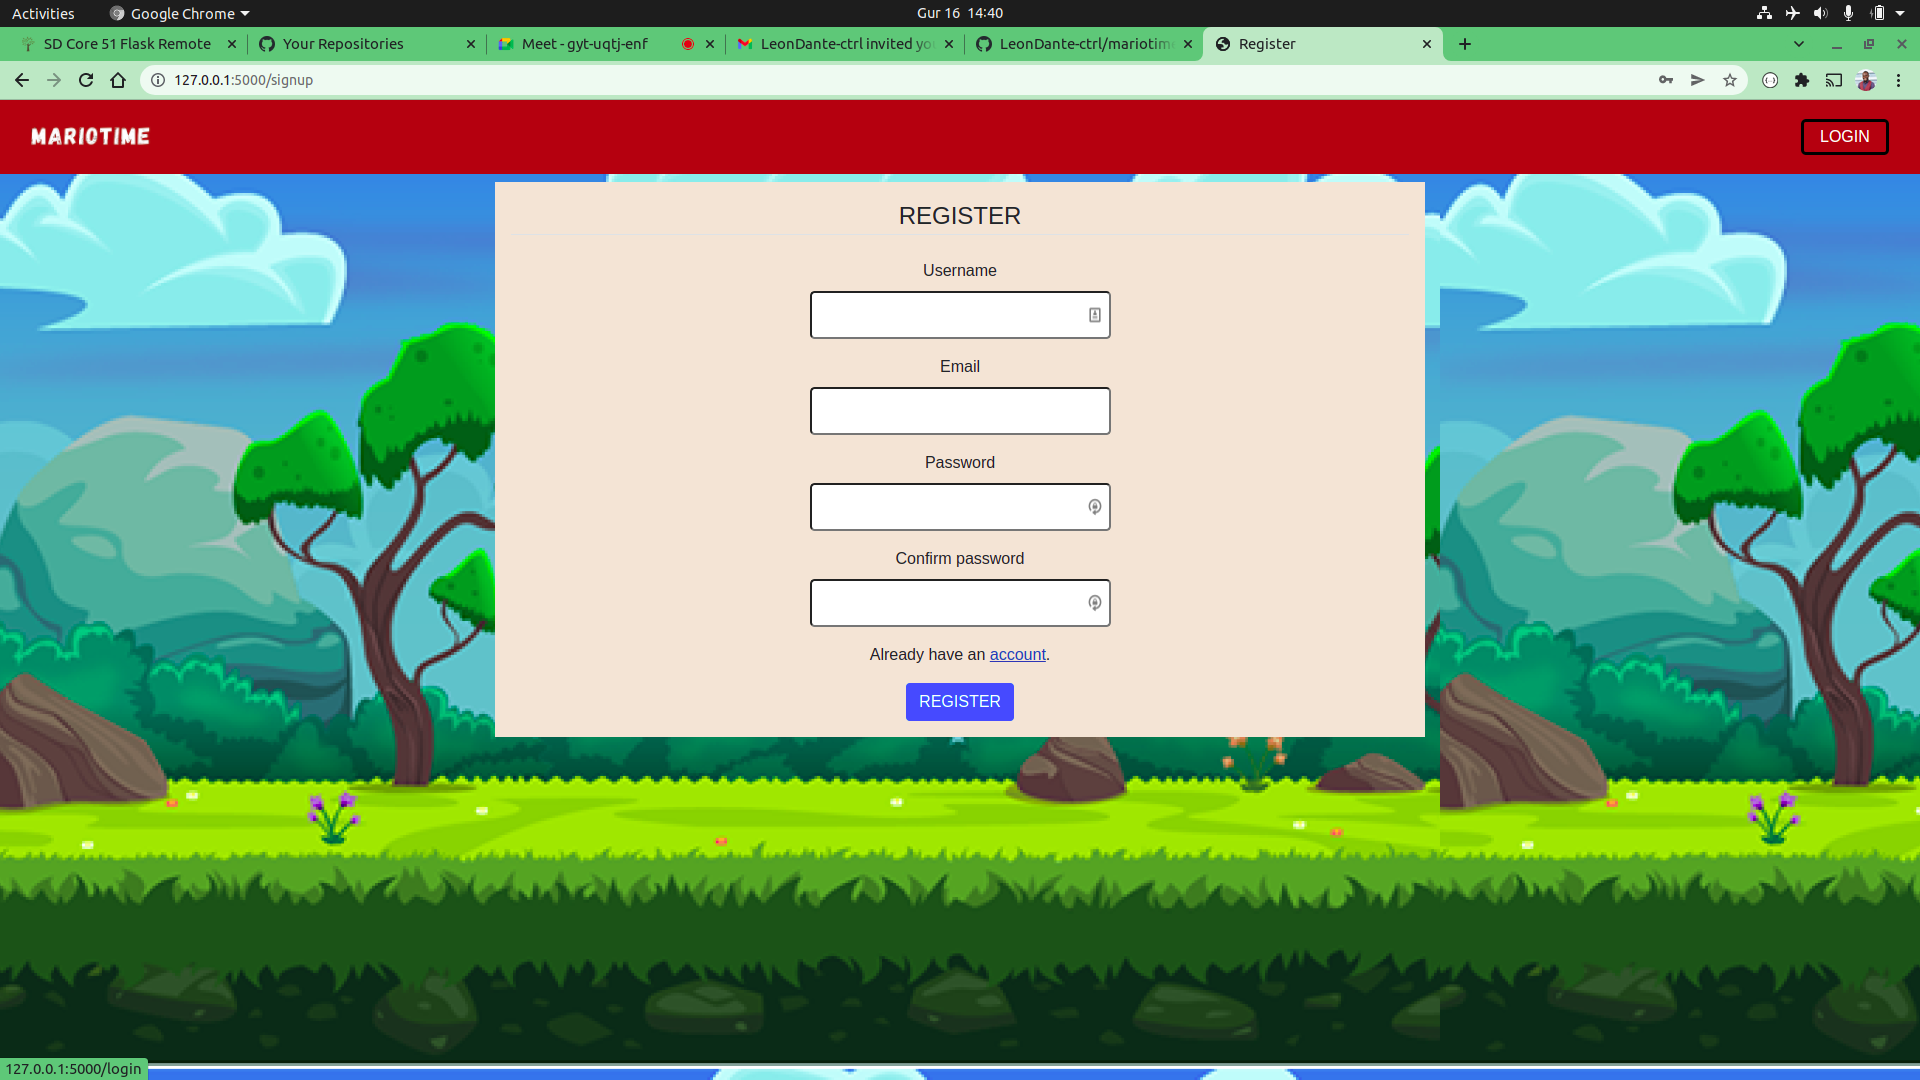 Activities
Google Chrome
Gur 16 14:40
SD Core 51 Flask Remote
Your Repositories
Meet - gyt-uqtj-enf
LeonDante-ctrl invited you
LeonDante-ctrl/mariotime
Register
127.0.0.1:5000/signup
MARIOTIME
LOGIN
REGISTER
Username
Email
Password
Confirm password
Already have an account.
REGISTER
127.0.0.1:5000/login